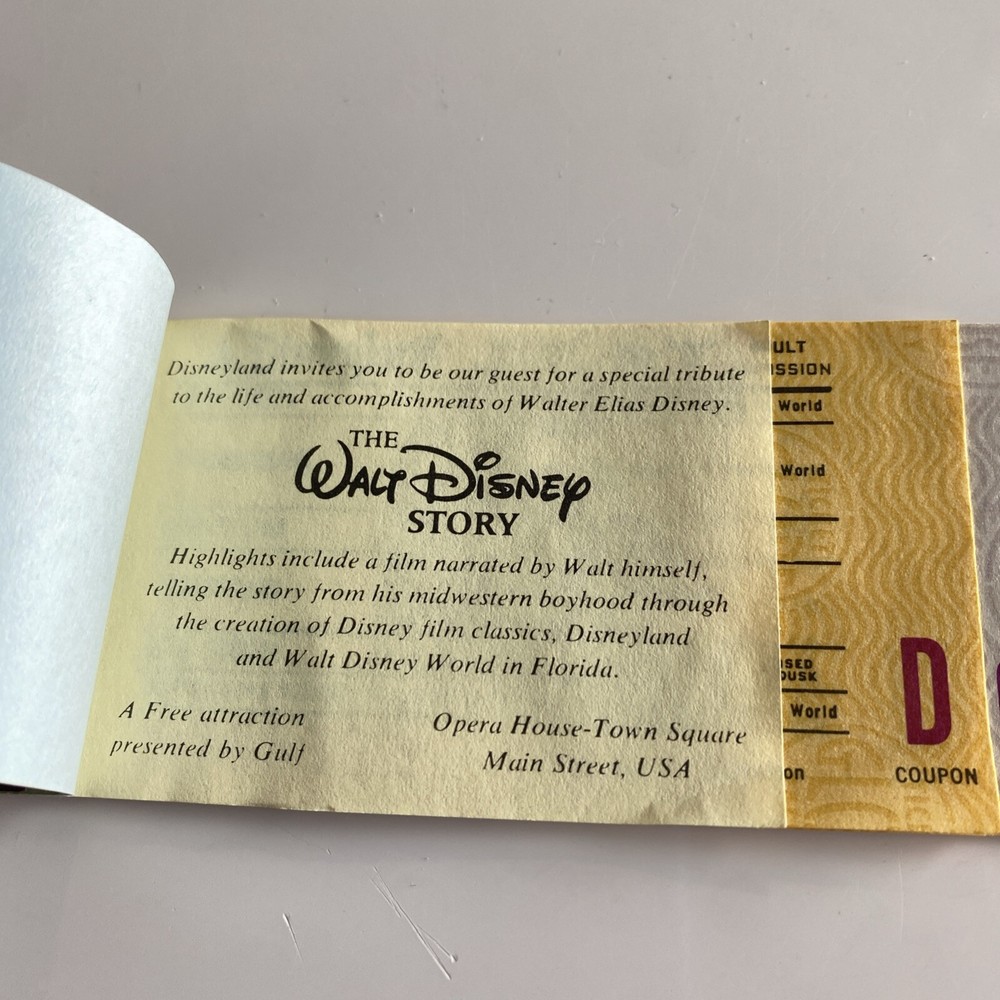 Disneyland invites you to be our guest for a special tribute
to the life and accomplishments of Walter Elias Disney.
THE
Walt Disney
STORY
Highlights include a film narrated by Walt himself,
telling the story from his midwestern boyhood through
the creation of Disney film classics, Disneyland
and Walt Disney World in Florida.
A Free attraction
presented by Gulf
Opera House-Town Square
Main Street, USA
ULT
SSION
World
World
SED
USK
World
on
D
COUPON